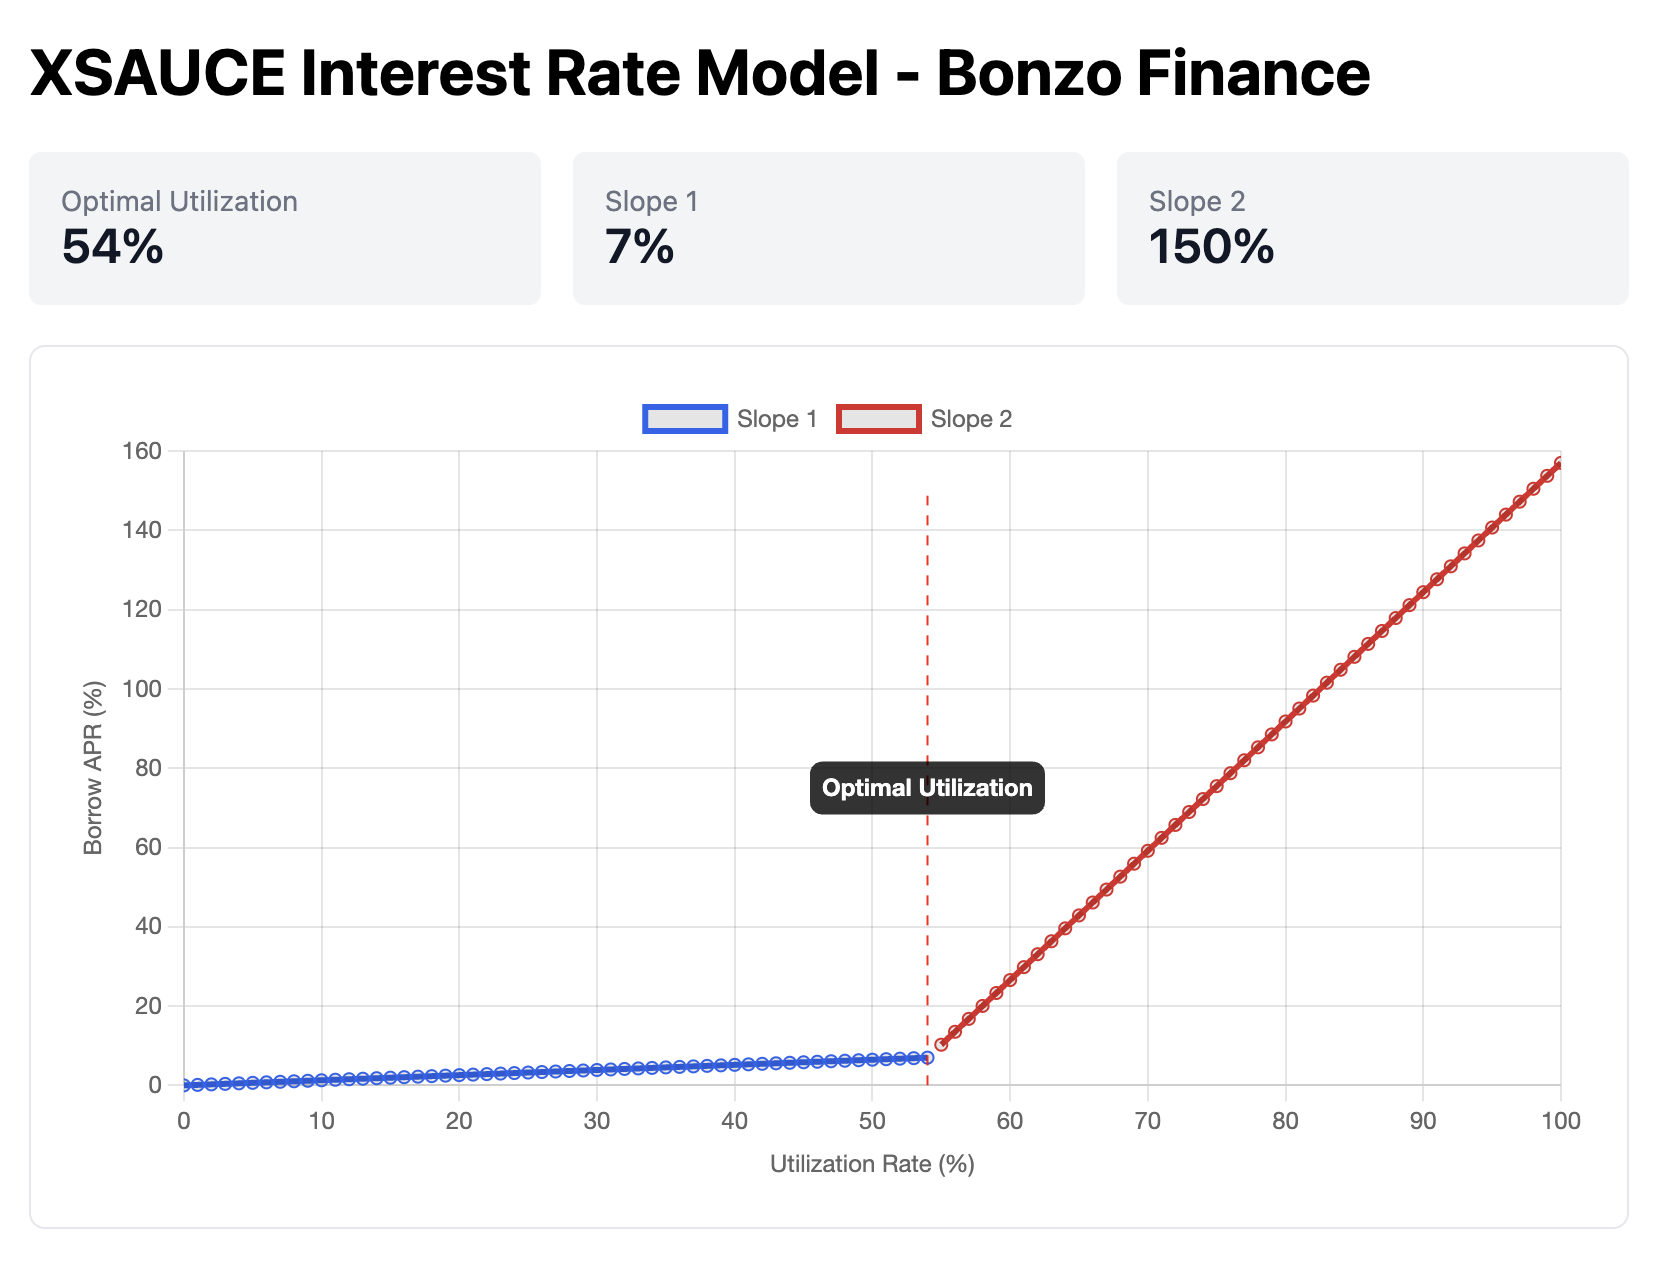 XSAUCE Interest Rate Model - Bonzo Finance
Optimal Utilization
54%
Slope 1
7%
Slope 2
150%
Slope 1
Slope 2
160
140
120
100
80
60
40
20
0
Borrow APR (%)
Optimal Utilization
0 10 20 30 40 50 60 70 80 90 100
Utilization Rate (%)